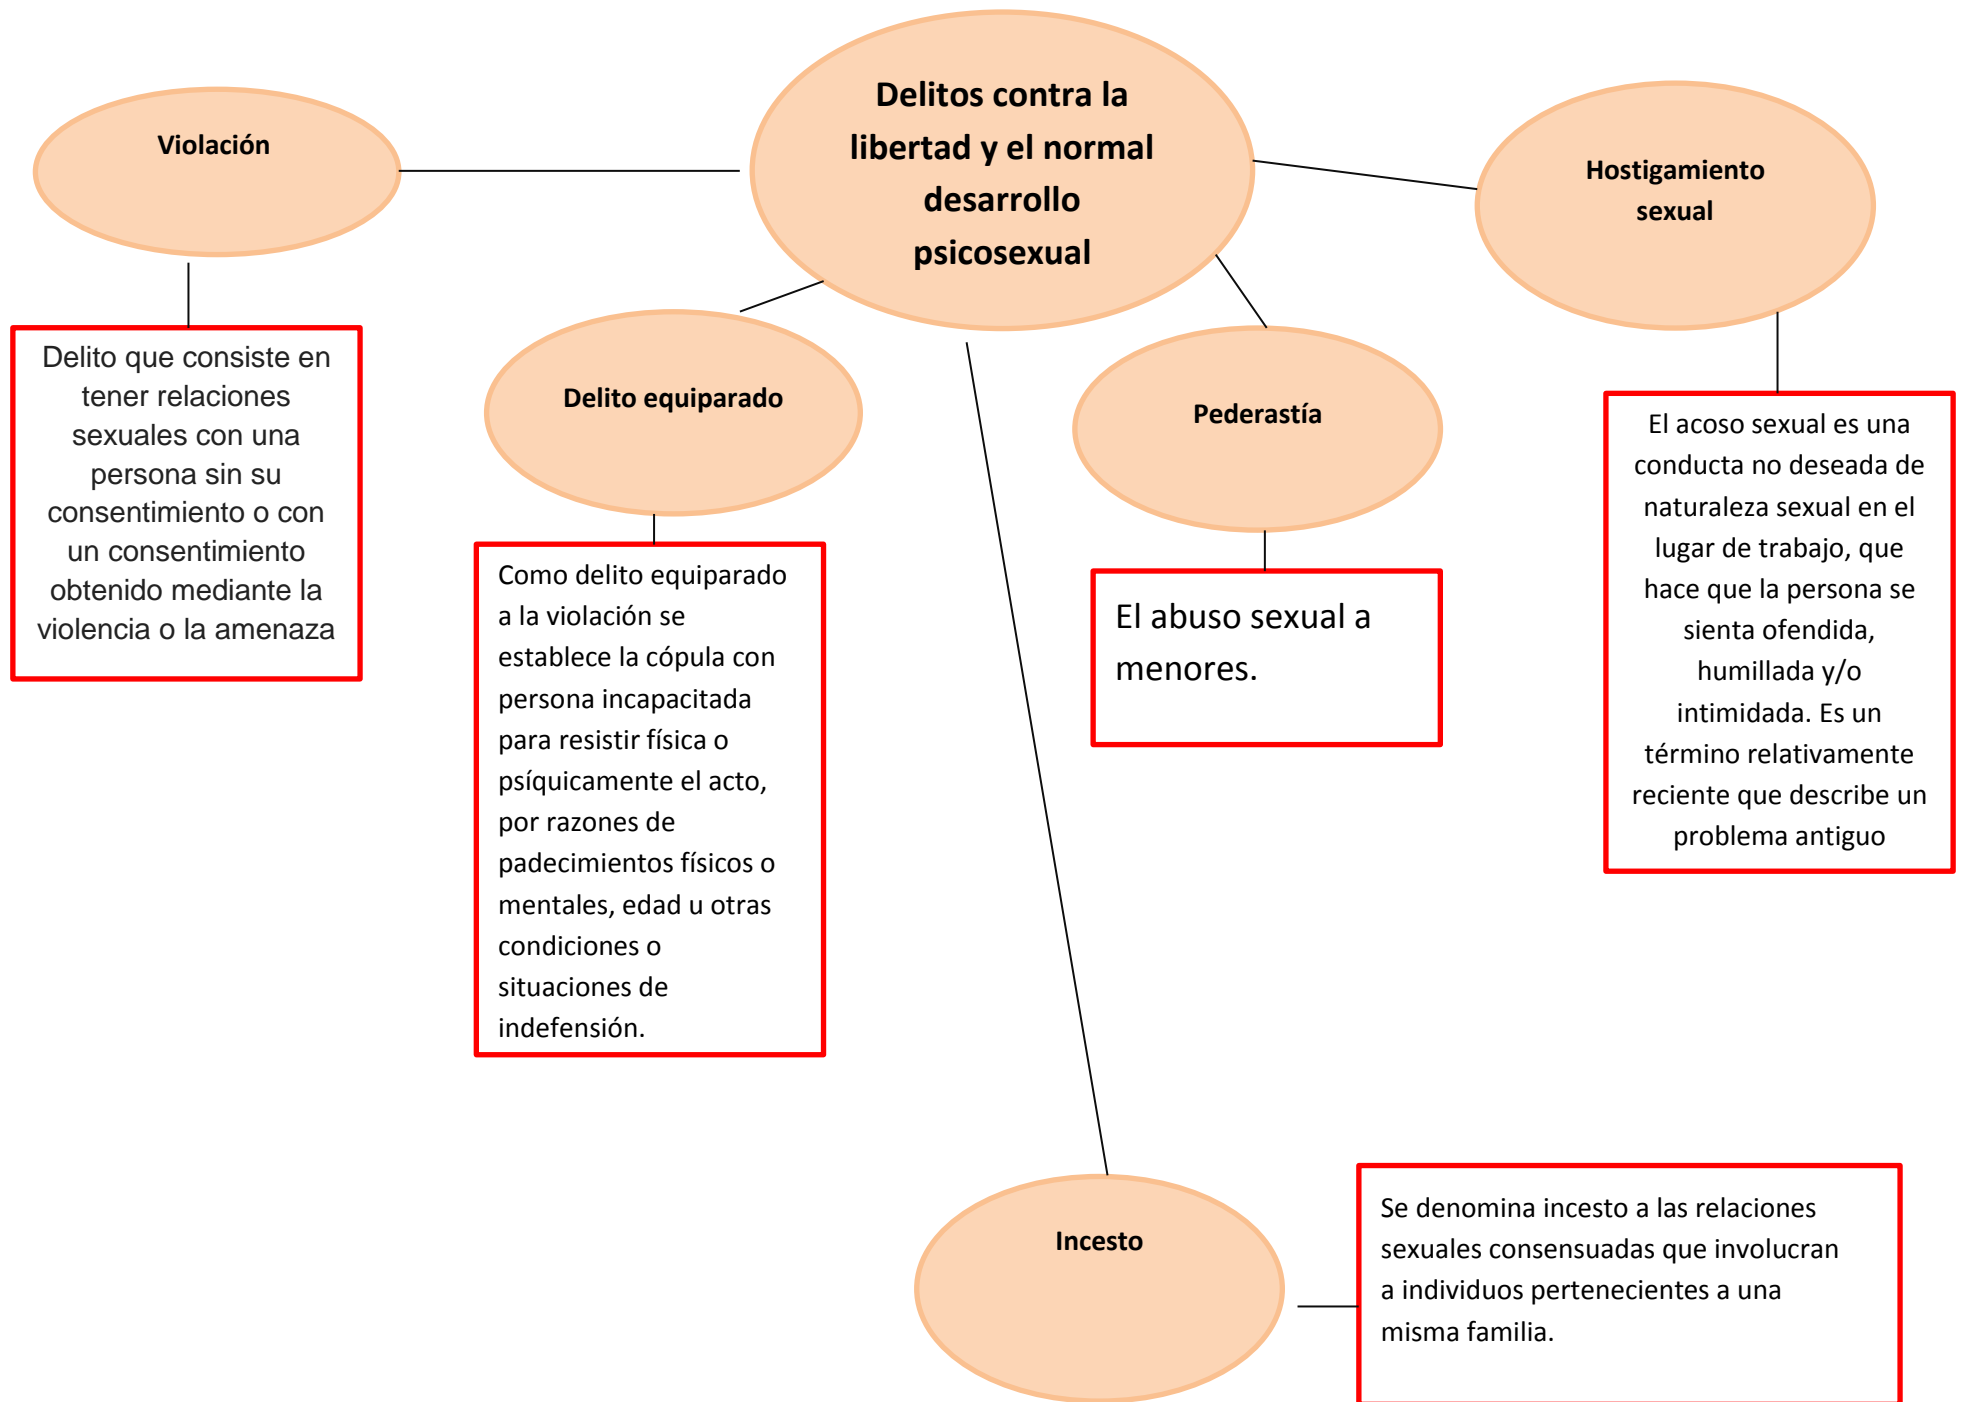 Delitos contra la
libertad y el normal
desarrollo
psicosexual
Violación
Hostigamiento
sexual
Delito equiparado
Pederastía
Delito que consiste en
tener relaciones
sexuales con una
persona sin su
consentimiento o con
un consentimiento
obtenido mediante la
violencia o la amenaza
Como delito equiparado
a la violación se
establece la cópula con
persona incapacitada
para resistir física o
psíquicamente el acto,
por razones de
padecimientos físicos o
mentales, edad u otras
condiciones o
situaciones de
indefensión.
El abuso sexual a
menores.
El acoso sexual es una
conducta no deseada de
naturaleza sexual en el
lugar de trabajo, que
hace que la persona se
sienta ofendida,
humillada y/o
intimidada. Es un
término relativamente
reciente que describe un
problema antiguo
Incesto
Se denomina incesto a las relaciones
sexuales consensuadas que involucran
a individuos pertenecientes a una
misma familia.